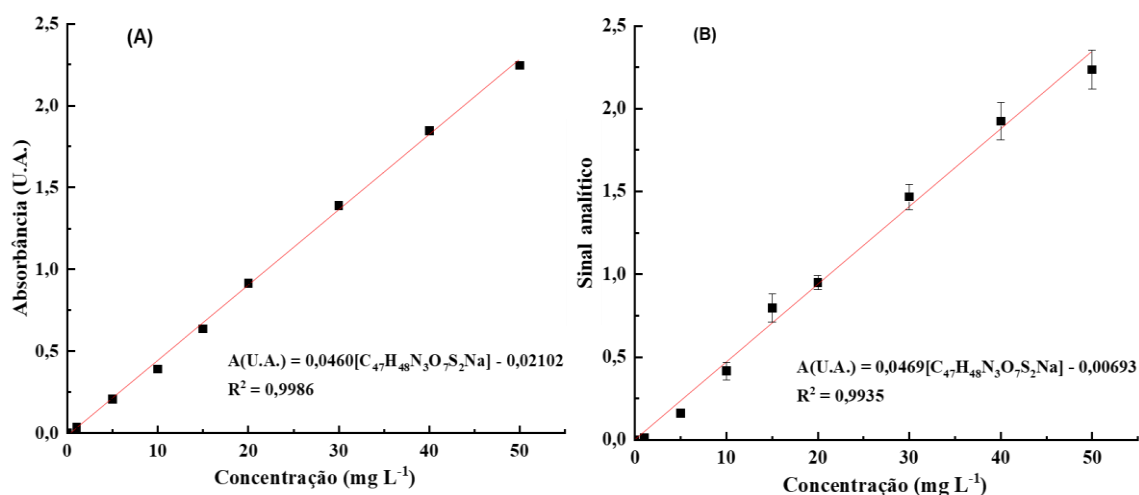 (A)
2,5
2,0
1,5
1,0
0,5
0,0
Absorbância (U.A.)
A(U.A.) = 0,0460[C₄₇H₄₈N₃O₇S₂Na] - 0,02102
R² = 0,9986
0 10 20 30 40 50
Concentração (mg L⁻¹)
(B)
2,5
2,0
1,5
1,0
0,5
0,0
Sinal analítico
A(U.A.) = 0,0469[C₄₇H₄₈N₃O₇S₂Na] - 0,00693
R² = 0,9935
0 10 20 30 40 50
Concentração (mg L⁻¹)